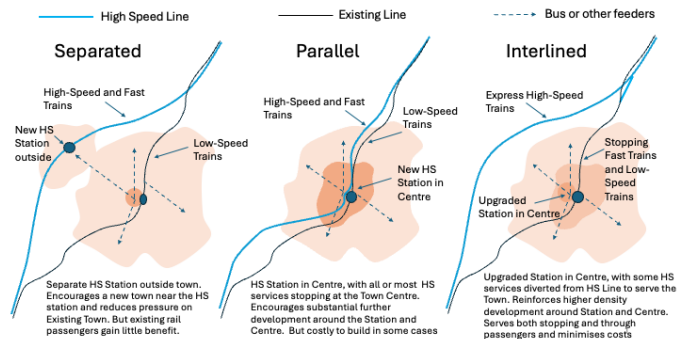 High Speed Line
Existing Line
Bus or other feeders
Separated
Parallel
Interlined
High-Speed and Fast
Trains
New HS
Station
outside
Low-Speed
Trains
Separate HS Station outside town.
Encourages a new town near the HS
station and reduces pressure on
Existing Town. But existing rail
passengers gain little benefit.
High-Speed and Fast
Trains
Low-Speed
Trains
New HS
Station in
Centre
HS Station in Centre, with all or most HS
services stopping at the Town Centre.
Encourages substantial further
development around the Station and
Centre. But costly to build in some cases
Express High-Speed
Trains
Stopping
Fast Trains
and Low-
Speed
Trains
Upgraded
Station in Centre
Upgraded Station in Centre, with some HS
services diverted from HS Line to serve the
Town. Reinforces higher density
development around Station and Centre.
Serves both stopping and through
passengers and minimises costs